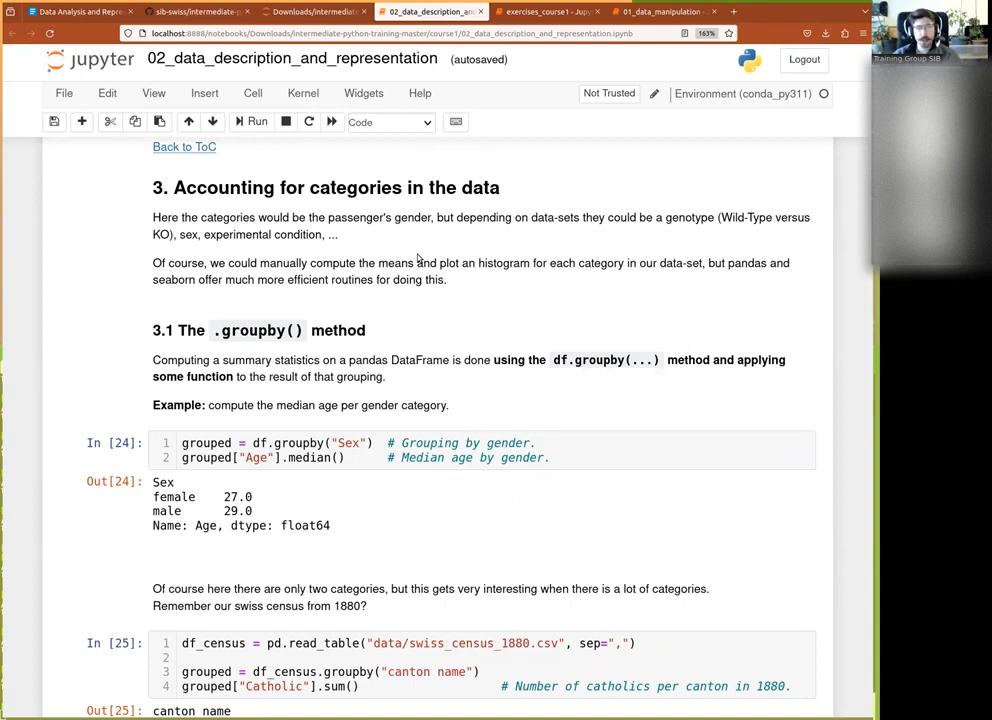 Data Analysis and Repre
sib-swiss/intermediate-p
Downloads/intermediate
02_data_description_an
exercises_course1 - Jupy
01_data_manipulation -
localhost:8888/notebooks/Downloads/intermediate-python-training-master/course1/02_data_description_and_representation.ipynb
163%
Training Group SIB
jupyter
02_data_description_and_representation
(autosaved)
Logout
File
Edit
View
Insert
Cell
Kernel
Widgets
Help
Not Trusted
Environment (conda_py311)
Run
Code
Back to ToC
3. Accounting for categories in the data
Here the categories would be the passenger's gender, but depending on data-sets they could be a genotype (Wild-Type versus
KO), sex, experimental condition, ...
Of course, we could manually compute the means and plot an histogram for each category in our data-set, but pandas and
seaborn offer much more efficient routines for doing this.
3.1 The .groupby() method
Computing a summary statistics on a pandas DataFrame is done using the df.groupby(...) method and applying
some function to the result of that grouping.
Example: compute the median age per gender category.
In [24]:
1 grouped = df.groupby("Sex") # Grouping by gender.
2 grouped["Age"].median() # Median age by gender.
Out[24]:
Sex
female 27.0
male 29.0
Name: Age, dtype: float64
Of course here there are only two categories, but this gets very interesting when there is a lot of categories.
Remember our swiss census from 1880?
In [25]:
1 df_census = pd.read_table("data/swiss_census_1880.csv", sep=",")
2
3 grouped = df_census.groupby("canton name")
4 grouped["Catholic"].sum() # Number of catholics per canton in 1880.
Out[25]:
canton name